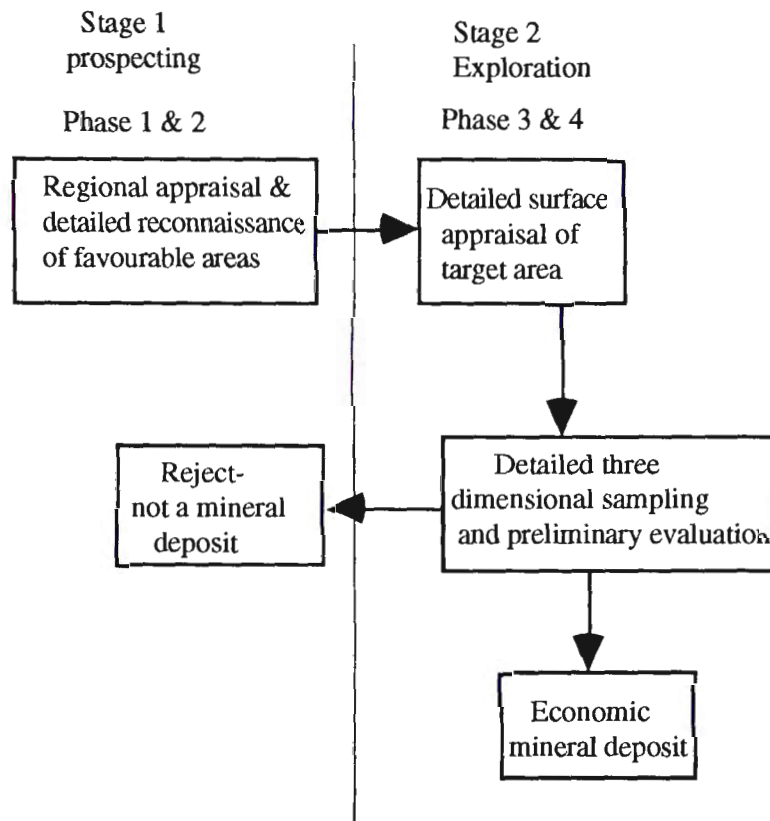 Stage 1
prospecting
Phase 1 & 2
Stage 2
Exploration
Phase 3 & 4
Regional appraisal &
detailed reconnaissance
of favourable areas
Detailed surface
appraisal of
target area
Reject-
not a mineral
deposit
Detailed three
dimensional sampling
and preliminary evaluation
Economic
mineral deposit